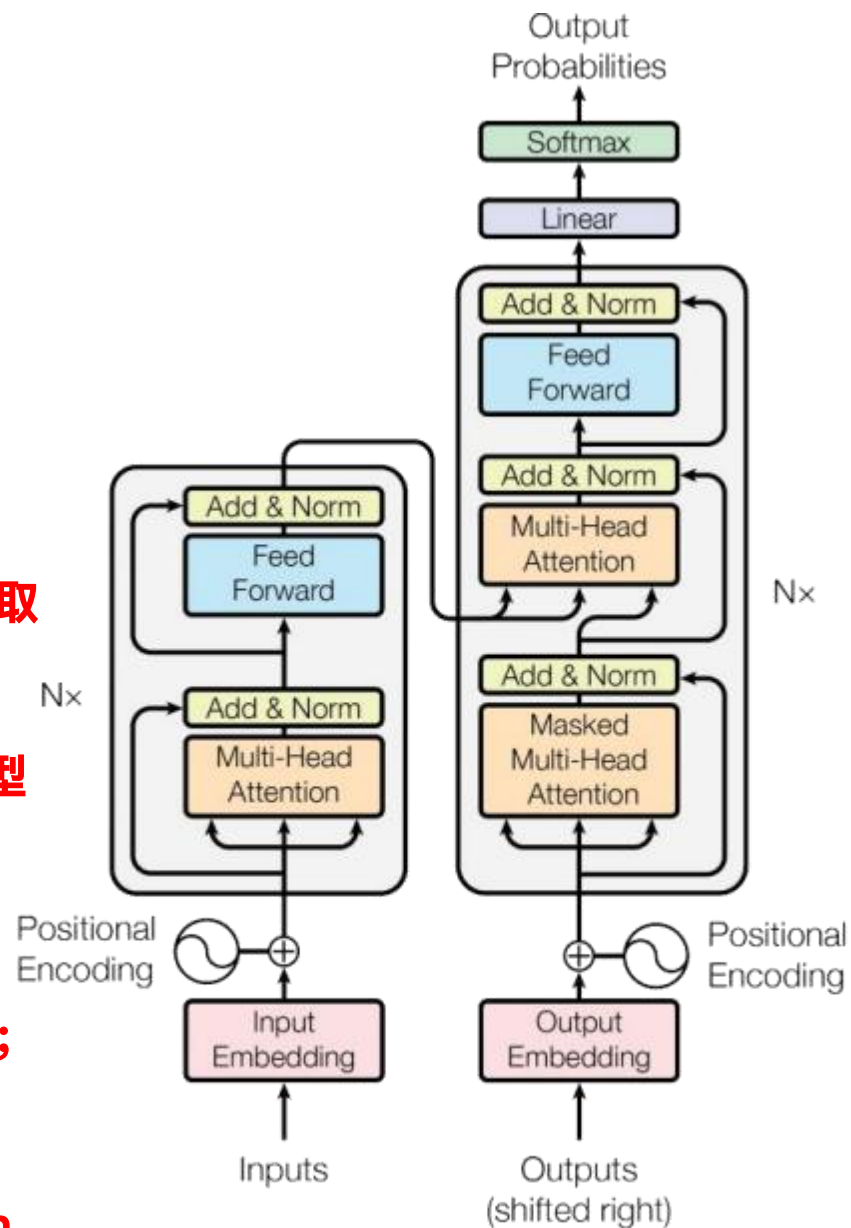 Output
Probabilities
Softmax
Linear
Add & Norm
Feed
Forward
Add & Norm
Multi-Head
Attention
N×
Add & Norm
Masked
Multi-Head
Attention
Add & Norm
Feed
Forward
N×
Add & Norm
Multi-Head
Attention
取
型
;
Positional
Encoding
Positional
Encoding
Input
Embedding
Output
Embedding
Inputs
Outputs
(shifted right)